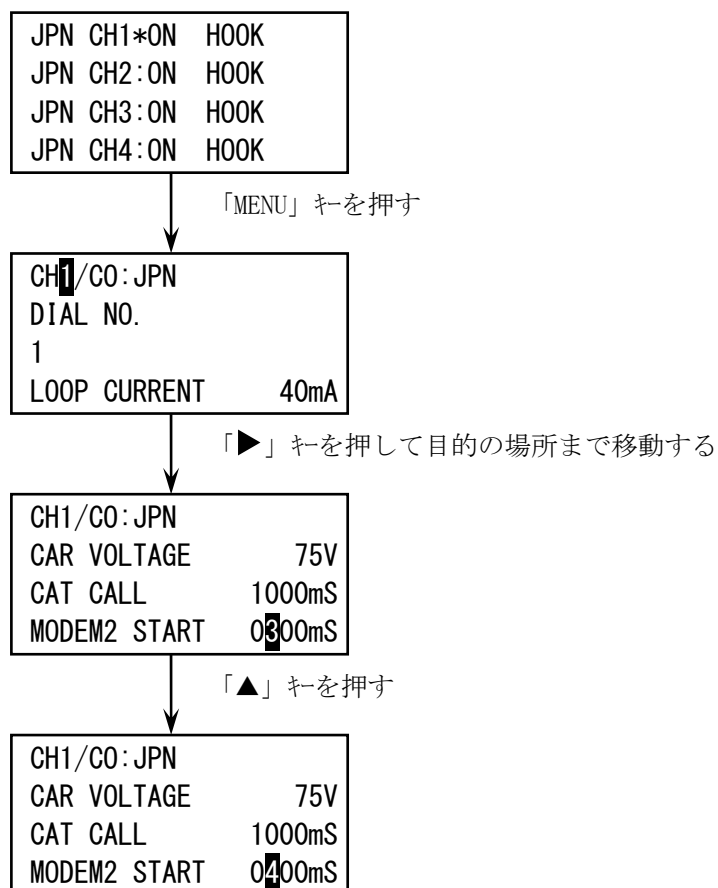 JPN CH1*ON HOOK
JPN CH2:ON HOOK
JPN CH3:ON HOOK
JPN CH4:ON HOOK
「MENU」キーを押す
CH1/CO:JPN
DIAL NO.
1
LOOP CURRENT 40mA
「▶」キーを押して目的の場所まで移動する
CH1/CO:JPN
CAR VOLTAGE 75V
CAT CALL 1000mS
MODEM2 START 0300mS
「▲」キーを押す
CH1/CO:JPN
CAR VOLTAGE 75V
CAT CALL 1000mS
MODEM2 START 0400mS